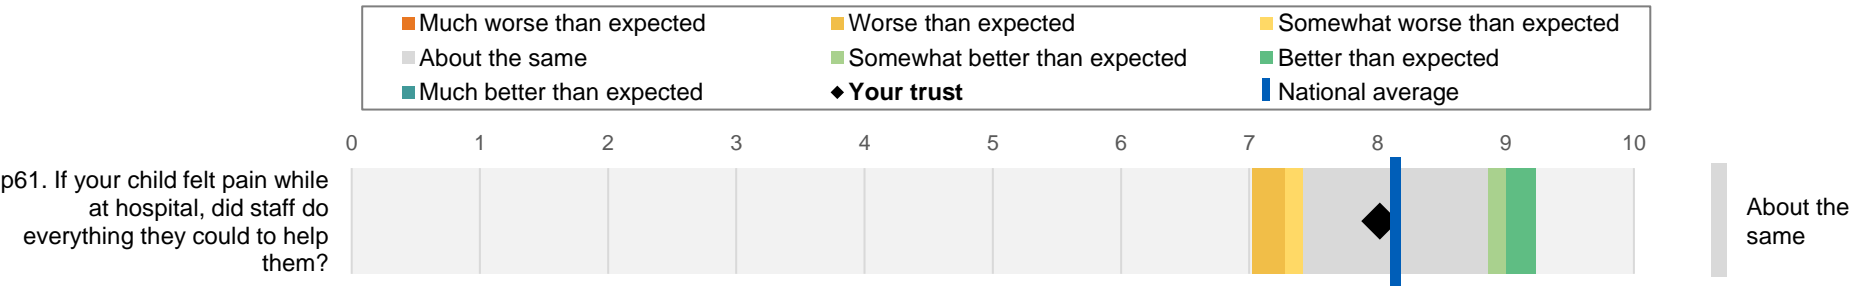 Much worse than expected Worse than expected Somewhat worse than expected
About the same Somewhat better than expected Better than expected
Much better than expected Your trust National average
0 1 2 3 4 5 6 7 8 9 10
p61. If your child felt pain while
at hospital, did staff do
everything they could to help
them?
About the
same